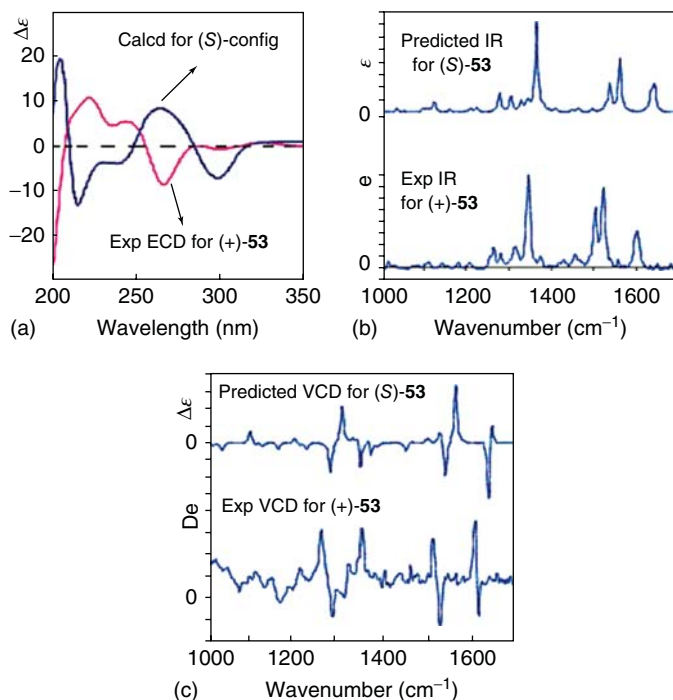 Δε
20
10
0
−10
−20
Calcd for (S)-config
Exp ECD for (+)-53
200 250 300 350
(a) Wavelength (nm)
ε
Predicted IR
for (S)-53
0
e
Exp IR
for (+)-53
0
1000 1200 1400 1600
(b) Wavenumber (cm⁻¹)
Δε
Predicted VCD for (S)-53
0
De
Exp VCD for (+)-53
0
1000 1200 1400 1600
Wavenumber (cm⁻¹)
(c)